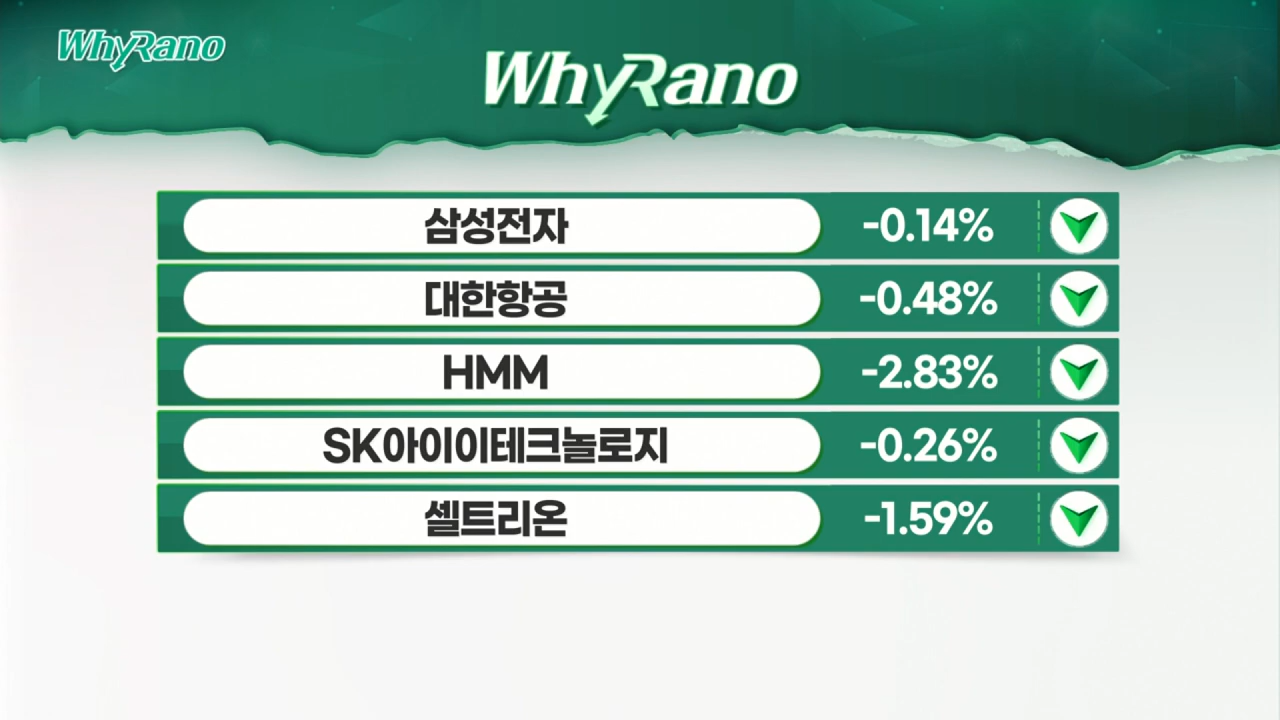 WhyRano
WhyRano
삼성전자 -0.14%
대한항공 -0.48%
HMM -2.83%
SK아이이테크놀로지 -0.26%
셀트리온 -1.59%